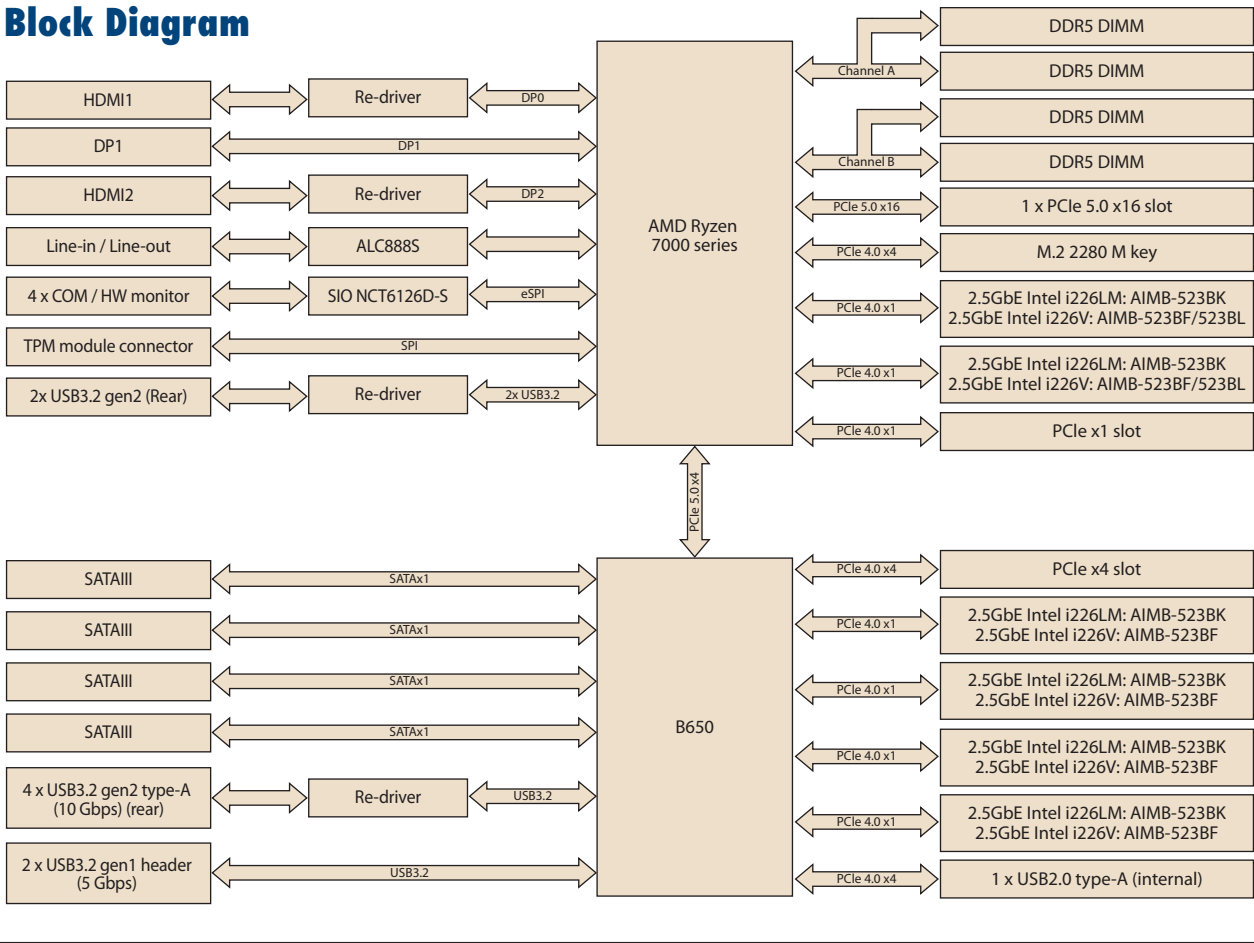 Block Diagram
HDMI1
Re-driver
DP0
DP1
DP1
HDMI2
Re-driver
DP2
Line-in / Line-out
ALC888S
4 x COM / HW monitor
SIO NCT6126D-S
eSPI
TPM module connector
SPI
2x USB3.2 gen2 (Rear)
Re-driver
2x USB3.2
AMD Ryzen
7000 series
Channel A
DDR5 DIMM
DDR5 DIMM
Channel B
DDR5 DIMM
DDR5 DIMM
PCIe 5.0 x16
1 x PCIe 5.0 x16 slot
PCIe 4.0 x4
M.2 2280 M key
PCIe 4.0 x1
2.5GbE Intel i226LM: AIMB-523BK
2.5GbE Intel i226V: AIMB-523BF/523BL
PCIe 4.0 x1
2.5GbE Intel i226LM: AIMB-523BK
2.5GbE Intel i226V: AIMB-523BF/523BL
PCIe 4.0 x1
PCIe x1 slot
PCIe 5.0 x4
SATAIII
SATAx1
SATAIII
SATAx1
SATAIII
SATAx1
SATAIII
SATAx1
4 x USB3.2 gen2 type-A
(10 Gbps) (rear)
Re-driver
USB3.2
2 x USB3.2 gen1 header
(5 Gbps)
USB3.2
B650
PCIe 4.0 x4
PCIe x4 slot
PCIe 4.0 x1
2.5GbE Intel i226LM: AIMB-523BK
2.5GbE Intel i226V: AIMB-523BF
PCIe 4.0 x1
2.5GbE Intel i226LM: AIMB-523BK
2.5GbE Intel i226V: AIMB-523BF
PCIe 4.0 x1
2.5GbE Intel i226LM: AIMB-523BK
2.5GbE Intel i226V: AIMB-523BF
PCIe 4.0 x1
2.5GbE Intel i226LM: AIMB-523BK
2.5GbE Intel i226V: AIMB-523BF
PCIe 4.0 x4
1 x USB2.0 type-A (internal)